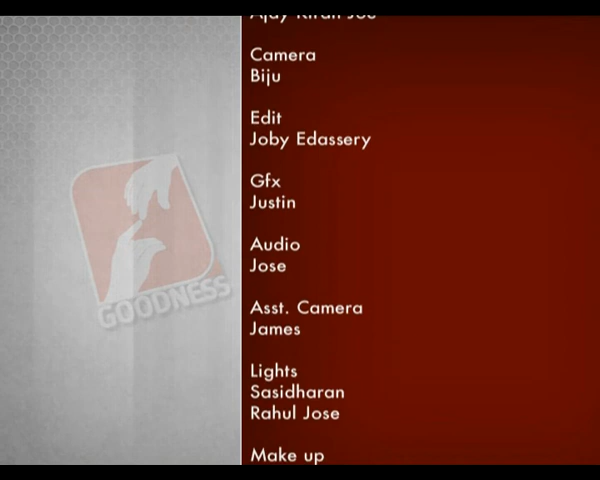 Camera
Biju
Edit
Joby Edassery
Gfx
Justin
Audio
Jose
Asst. Camera
James
Lights
Sasidharan
Rahul Jose
Make up
GOODNESS